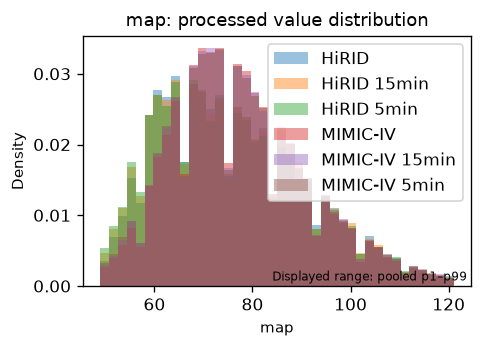 map: processed value distribution
HiRID
HiRID 15min
HiRID 5min
MIMIC-IV
MIMIC-IV 15min
MIMIC-IV 5min
Density
0.03
0.02
0.01
0.00
Displayed range: pooled p1–p99
60
80
100
120
map